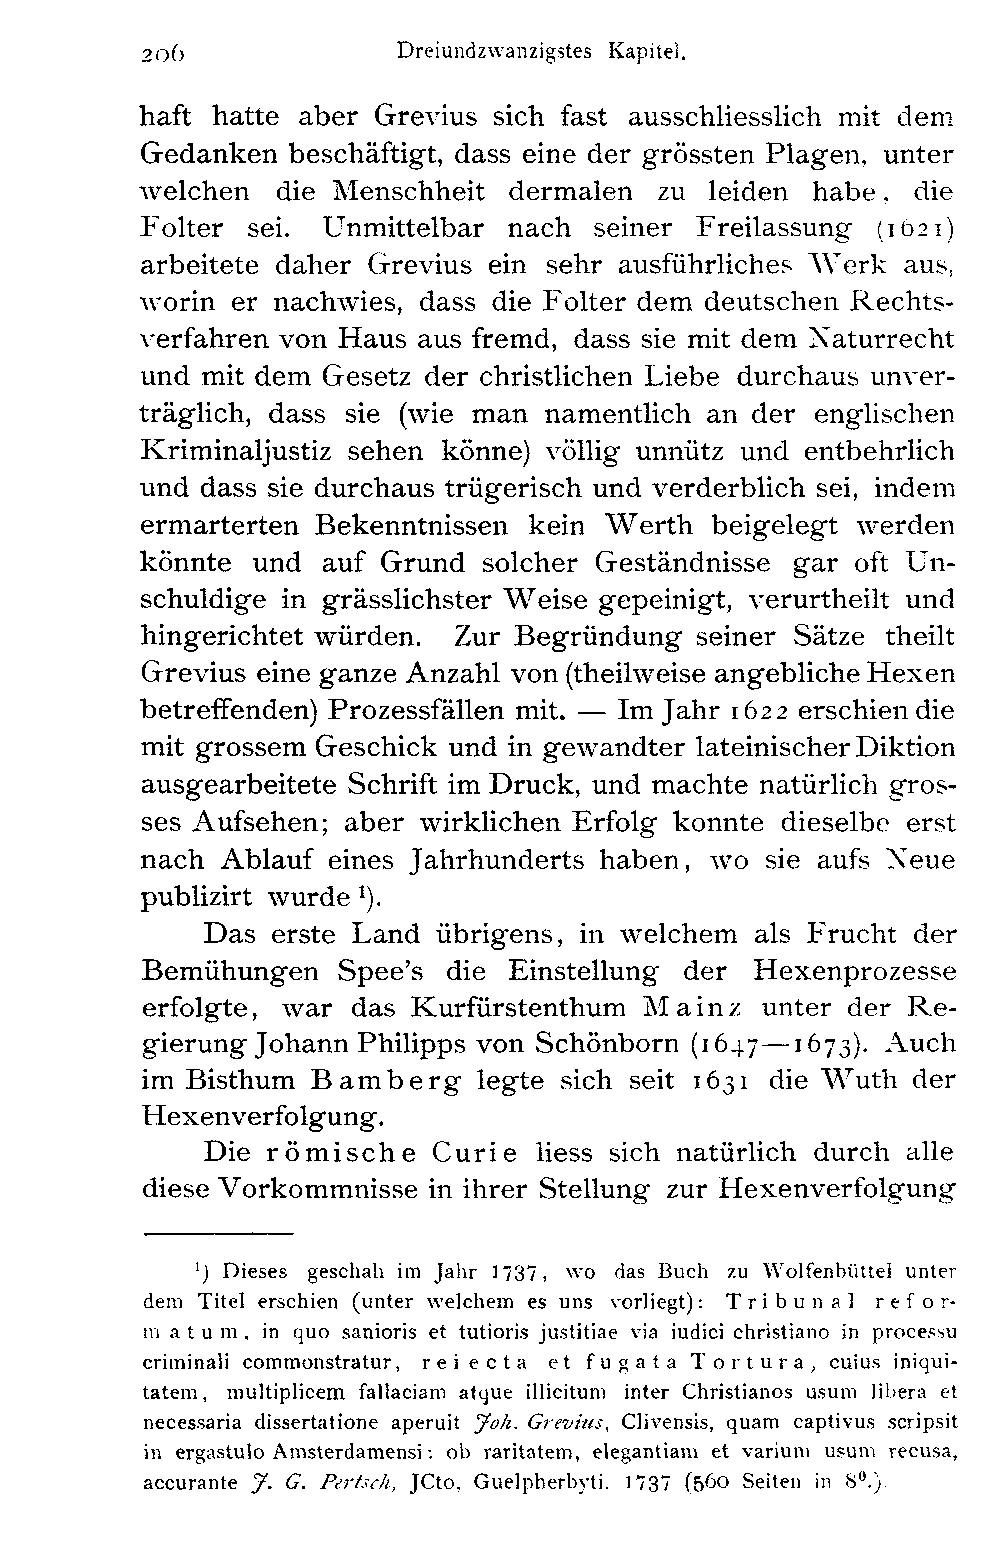 206 Dreiundzwanzigstes Kapitel.
haft hatte aber Grevius sich fast ausschliesslich mit dem
Gedanken beschäftigt, dass eine der grössten Plagen, unter
welchen die Menschheit dermalen zu leiden habe, die
Folter sei. Unmittelbar nach seiner Freilassung (1621)
arbeitete daher Grevius ein sehr ausführliches Werk aus,
worin er nachwies, dass die Folter dem deutschen Rechts-
verfahren von Haus aus fremd, dass sie mit dem Naturrecht
und mit dem Gesetz der christlichen Liebe durchaus unver-
träglich, dass sie (wie man namentlich an der englischen
Kriminaljustiz sehen könne) völlig unnütz und entbehrlich
und dass sie durchaus trügerisch und verderblich sei, indem
ermarterten Bekenntnissen kein Werth beigelegt werden
könnte und auf Grund solcher Geständnisse gar oft Un-
schuldige in grässlichster Weise gepeinigt, verurtheilt und
hingerichtet würden. Zur Begründung seiner Sätze theilt
Grevius eine ganze Anzahl von (theilweise angebliche Hexen
betreffenden) Prozessfällen mit. — Im Jahr 1622 erschien die
mit grossem Geschick und in gewandter lateinischer Diktion
ausgearbeitete Schrift im Druck, und machte natürlich gros-
ses Aufsehen; aber wirklichen Erfolg konnte dieselbe erst
nach Ablauf eines Jahrhunderts haben, wo sie aufs Neue
publizirt wurde ¹).
Das erste Land übrigens, in welchem als Frucht der
Bemühungen Spee's die Einstellung der Hexenprozesse
erfolgte, war das Kurfürstenthum Mainz unter der Re-
gierung Johann Philipps von Schönborn (1647—1673). Auch
im Bisthum Bamberg legte sich seit 1631 die Wuth der
Hexenverfolgung.
Die römische Curie liess sich natürlich durch alle
diese Vorkommnisse in ihrer Stellung zur Hexenverfolgung
¹) Dieses geschah im Jahr 1737, wo das Buch zu Wolfenbüttel unter
dem Titel erschien (unter welchem es uns vorliegt): Tribunal refor-
matum, in quo sanioris et tutioris justitiae via iudici christiano in processu
criminali commonstratur, reiecta et fugata Tortura, cuius iniqui-
tatem, multiplicem fallaciam atque illicitum inter Christianos usum libera et
necessaria dissertatione aperuit Joh. Grevius, Clivensis, quam captivus scripsit
in ergastulo Amsterdamensi: ob raritatem, elegantiam et varium usum recusa,
accurante J. G. Pertsch, JCto, Guelpherbyti. 1737 (560 Seiten in 8⁰.)